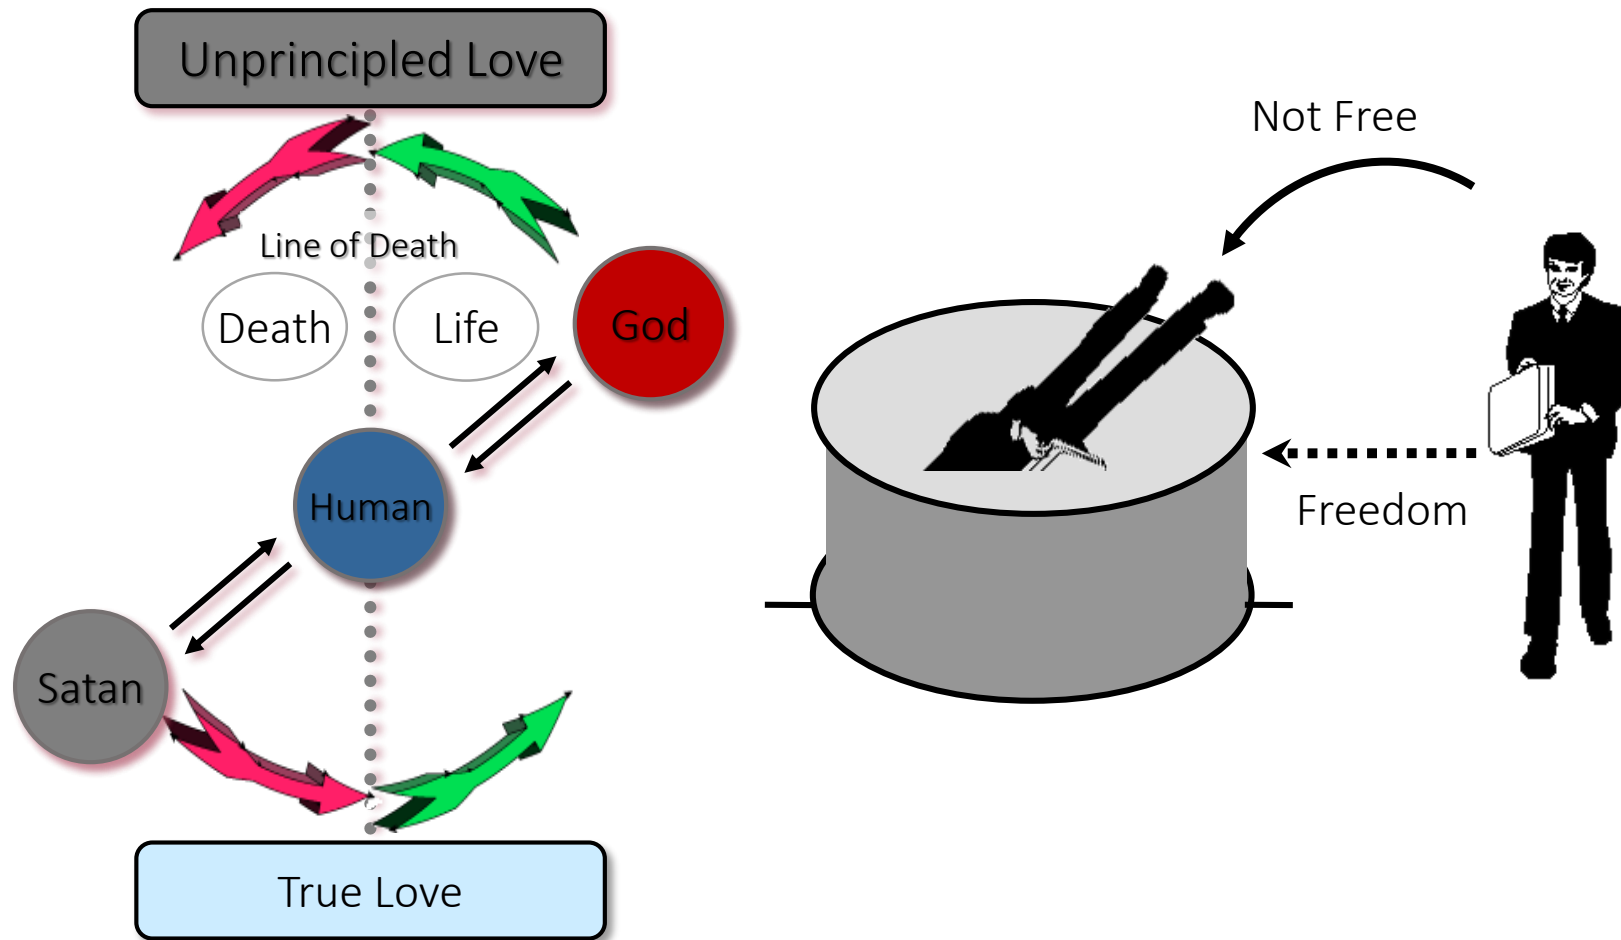 Unprincipled Love
Line of Death
Death
Life
God
Human
Satan
True Love
Not Free
Freedom